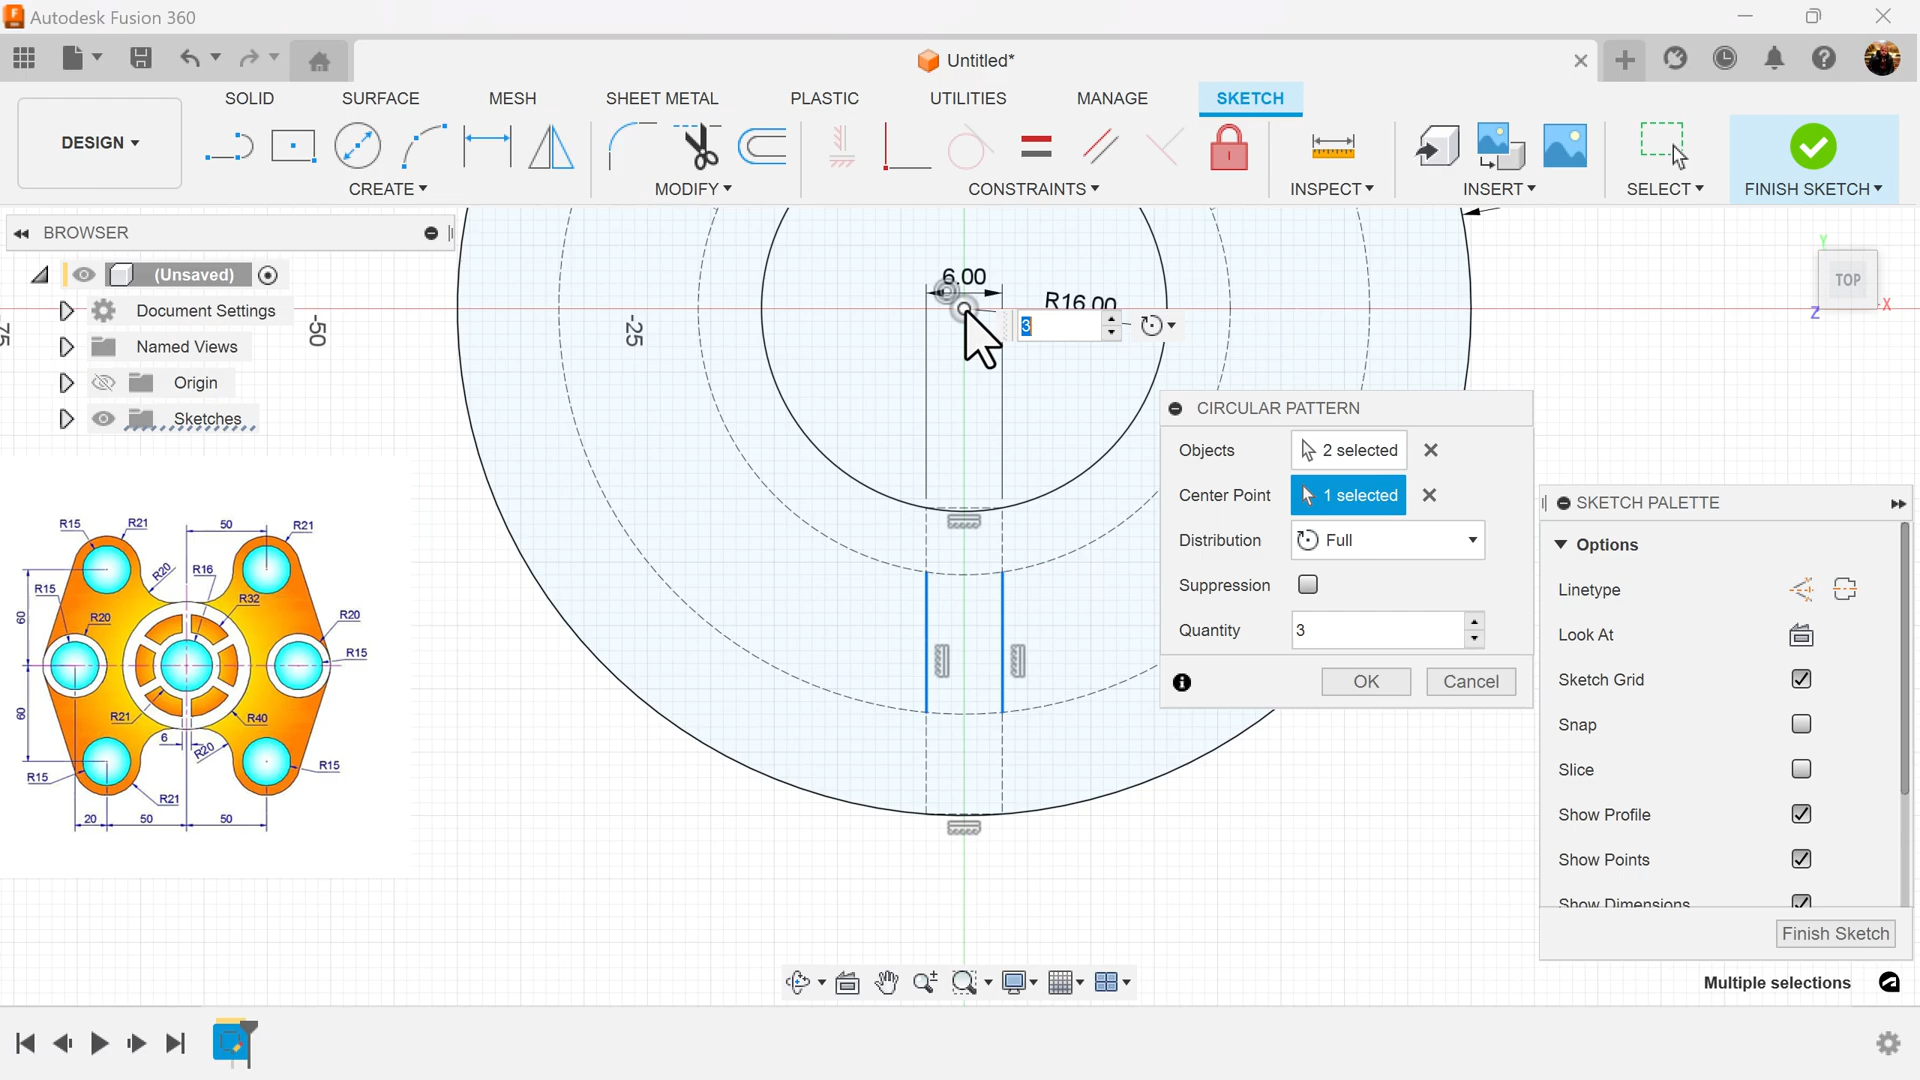 Autodesk Fusion 360
Untitled*
SOLID
SURFACE
MESH
SHEET METAL
PLASTIC
UTILITIES
MANAGE
SKETCH
DESIGN
CREATE
MODIFY
CONSTRAINTS
INSPECT
INSERT
SELECT
FINISH SKETCH
BROWSER
(Unsaved)
Document Settings
Named Views
Origin
Sketches
75
-50
-25
6.00
R16.00
3
Y
TOP
-X
Z
CIRCULAR PATTERN
Objects
2 selected
Center Point
1 selected
Distribution
Full
Suppression
Quantity
3
OK
Cancel
SKETCH PALETTE
Options
Linetype
Look At
Sketch Grid
Snap
Slice
Show Profile
Show Points
Show Dimensions
Finish Sketch
R15
R21
50
R21
R20
R16
R15
R32
60
R20
R20
R15
R21
R40
60
6
R20
R15
R15
R21
20
50
50
Multiple selections